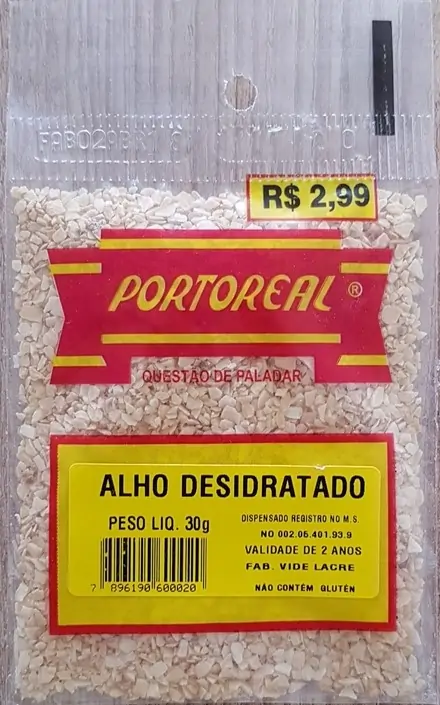 R$ 2,99
PORTOREAL ®
QUESTÃO DE PALADAR
ALHO DESIDRATADO
PESO LIQ. 30g
DISPENSADO REGISTRO NO M.S.
NO 002.05.401.93.9
VALIDADE DE 2 ANOS
FAB. VIDE LACRE
NÃO CONTÉM GLUTÉN
7 896190 600020